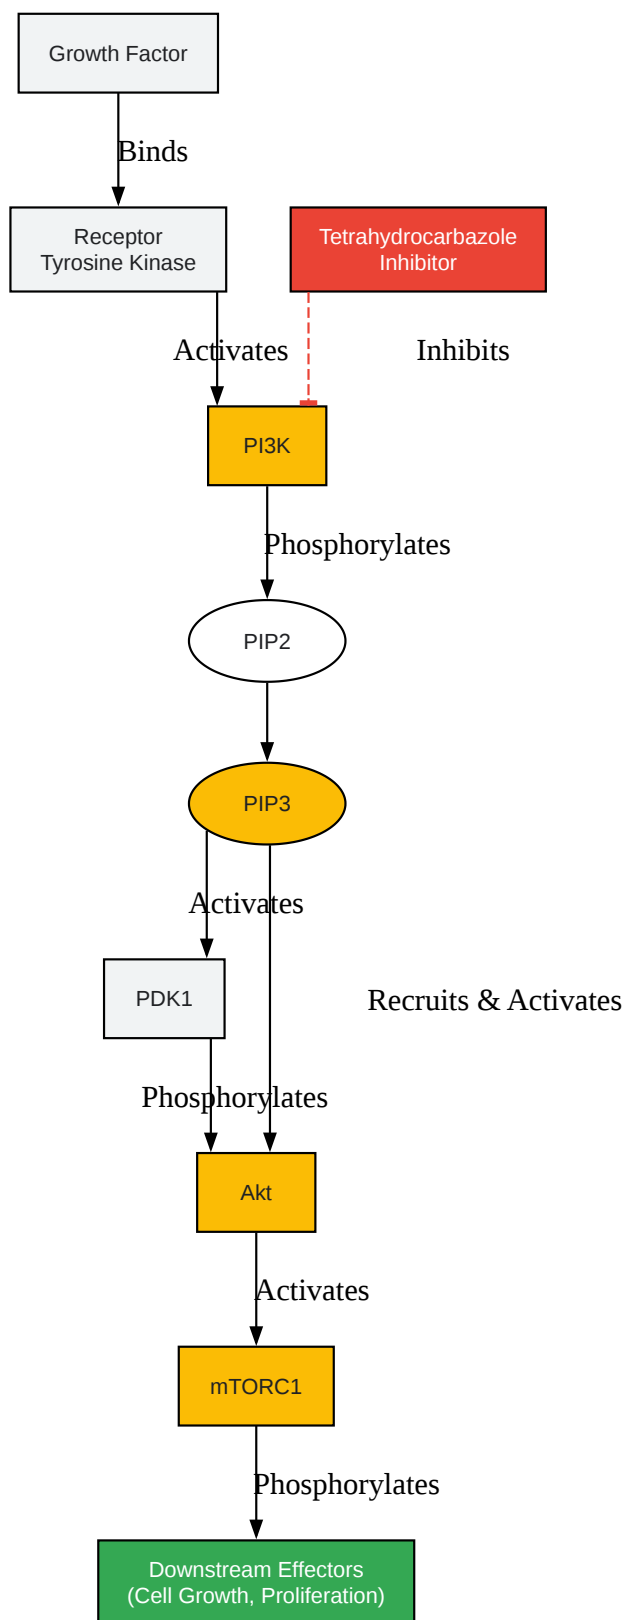 Growth Factor
Binds
Receptor
Tyrosine Kinase
Tetrahydrocarbazole
Inhibitor
Activates
Inhibits
PI3K
Phosphorylates
PIP2
PIP3
Activates
PDK1
Recruits & Activates
Phosphorylates
Akt
Activates
mTORC1
Phosphorylates
Downstream Effectors
(Cell Growth, Proliferation)